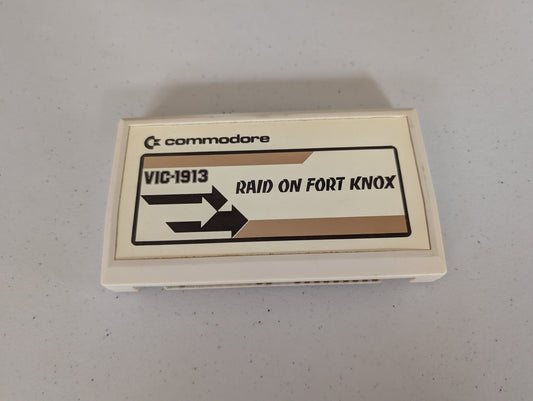 commodore
VIC-1913
RAID ON FORT KNOX